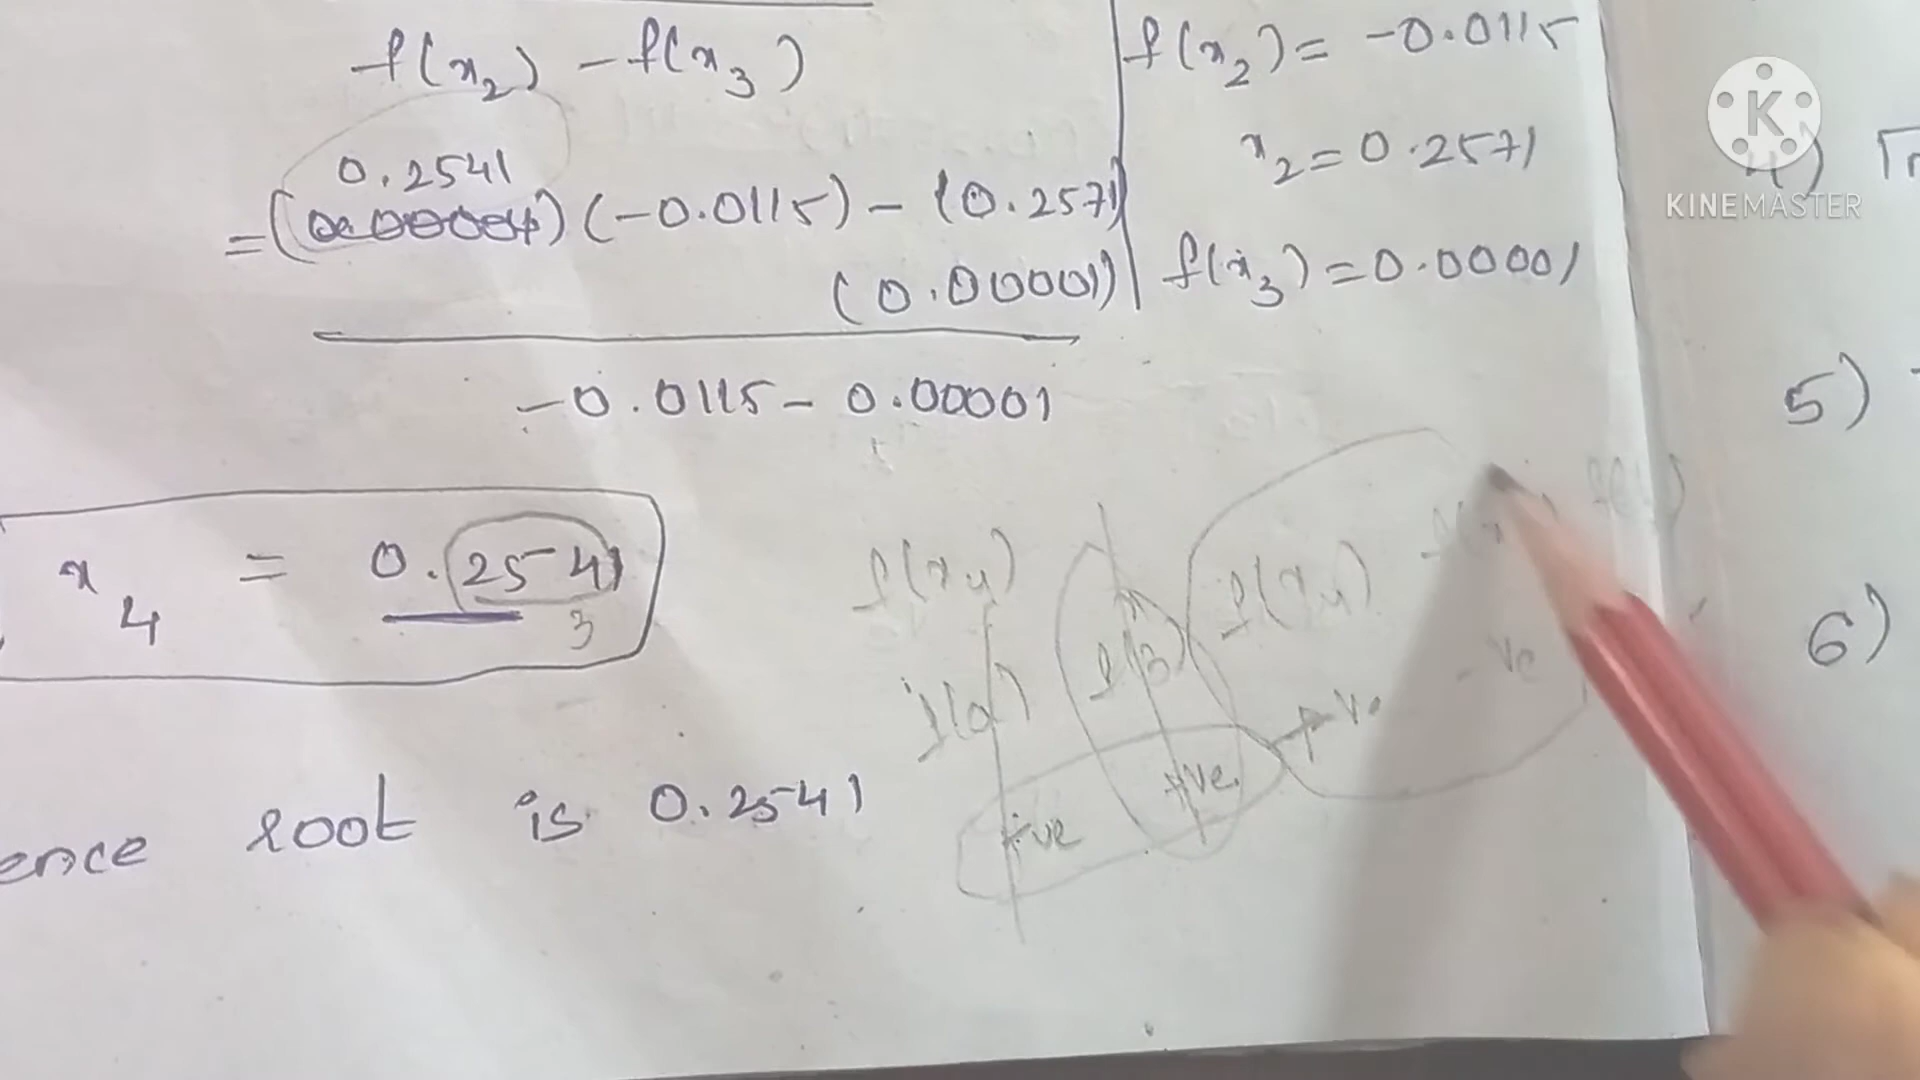 f(x2) - f(x3)
0.2541
= (0.00001)(-0.0115) - (0.2571)
(0.00001)
-0.0115 - 0.00001
f(x2) = -0.0115
x2 = 0.2571
f(x3) = 0.00001
x4 = 0.2541
3
ence root is 0.2541
f(x4)
f(x4)
+ve
+ve
+ve
-ve
4)
5)
6)
KINEMASTER
K